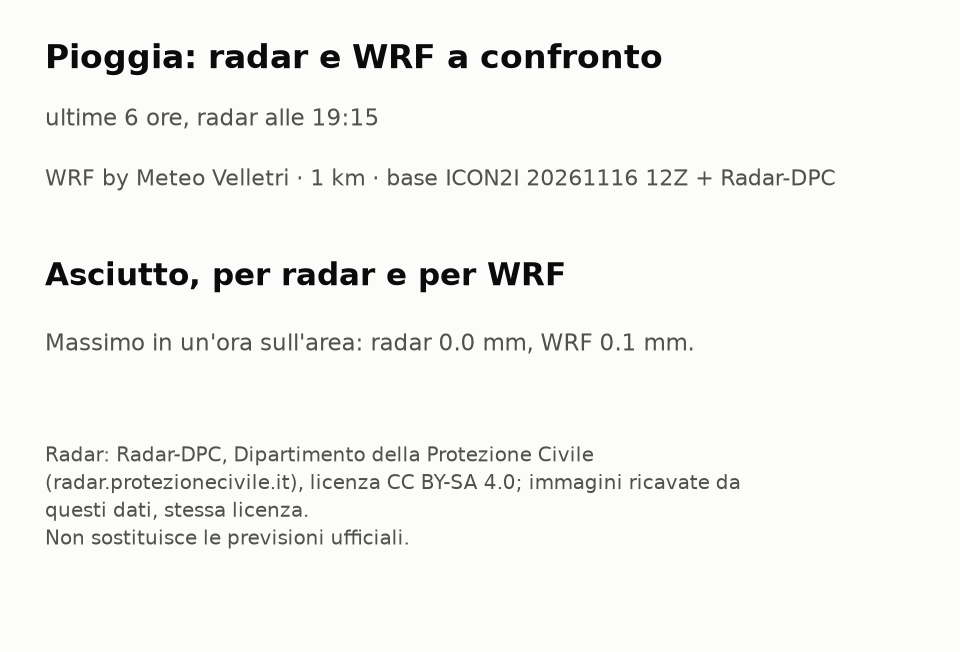 Pioggia: radar e WRF a confronto
ultime 6 ore, radar alle 19:15
WRF by Meteo Velletri · 1 km · base ICON2I 20261116 12Z + Radar-DPC
Asciutto, per radar e per WRF
Massimo in un'ora sull'area: radar 0.0 mm, WRF 0.1 mm.
Radar: Radar-DPC, Dipartimento della Protezione Civile
(radar.protezionecivile.it), licenza CC BY-SA 4.0; immagini ricavate da
questi dati, stessa licenza.
Non sostituisce le previsioni ufficiali.